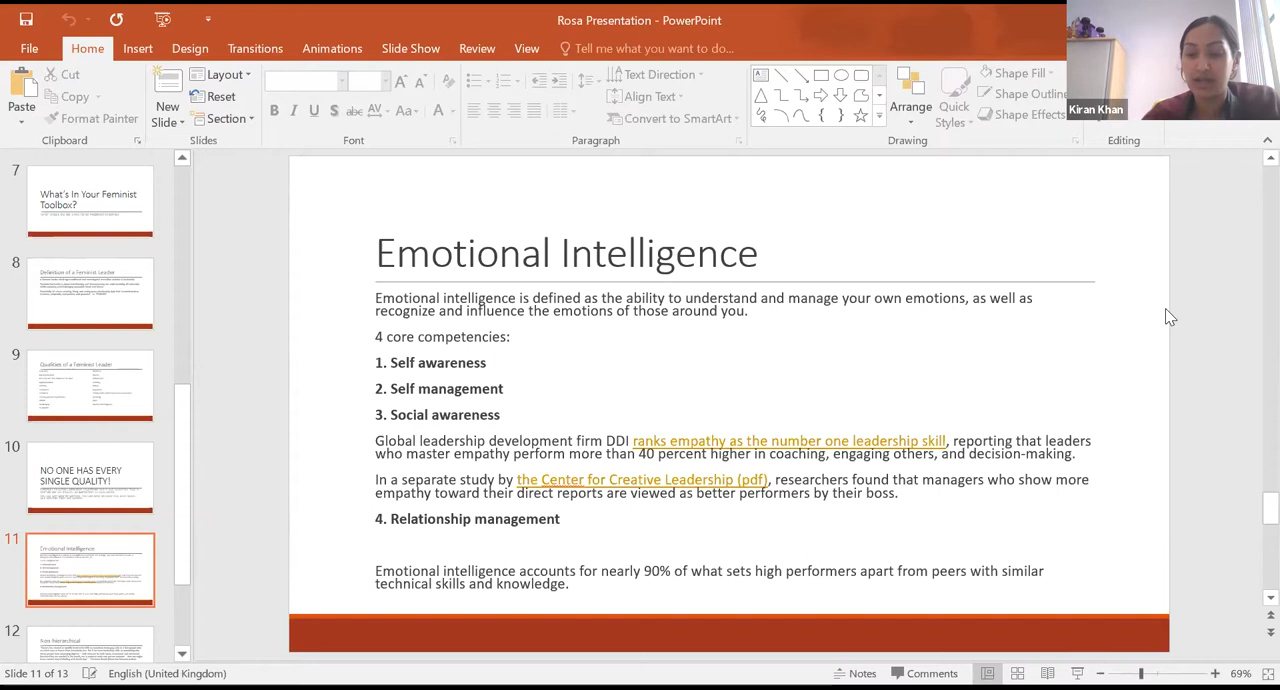 Rosa Presentation - PowerPoint
File Home Insert Design Transitions Animations Slide Show Review View Tell me what you want to do...
Kiran Khan
Paste
Cut
Copy
Format Painter
Clipboard
New Slide
Layout
Reset
Section
Slides
B I U S abc AV Aa A
Font
Text Direction
Align Text
Convert to SmartArt
Paragraph
Arrange
Quick Styles
Shape Fill
Shape Outline
Shape Effects
Drawing
Editing
7
What's In Your Feminist
Toolbox?
8
Definition of a Feminist Leader
9
Qualities of a Feminist Leader
10
NO ONE HAS EVERY
SINGLE QUALITY!
11
Emotional Intelligence
12
Non hierarchical
Emotional Intelligence
Emotional intelligence is defined as the ability to understand and manage your own emotions, as well as
recognize and influence the emotions of those around you.
4 core competencies:
1. Self awareness
2. Self management
3. Social awareness
Global leadership development firm DDI ranks empathy as the number one leadership skill, reporting that leaders
who master empathy perform more than 40 percent higher in coaching, engaging others, and decision-making.
In a separate study by the Center for Creative Leadership (pdf), researchers found that managers who show more
empathy toward their direct reports are viewed as better performers by their boss.
4. Relationship management
Emotional intelligence accounts for nearly 90% of what sets high performers apart from peers with similar
technical skills and knowledge.
Slide 11 of 13 English (United Kingdom) Notes Comments 69%